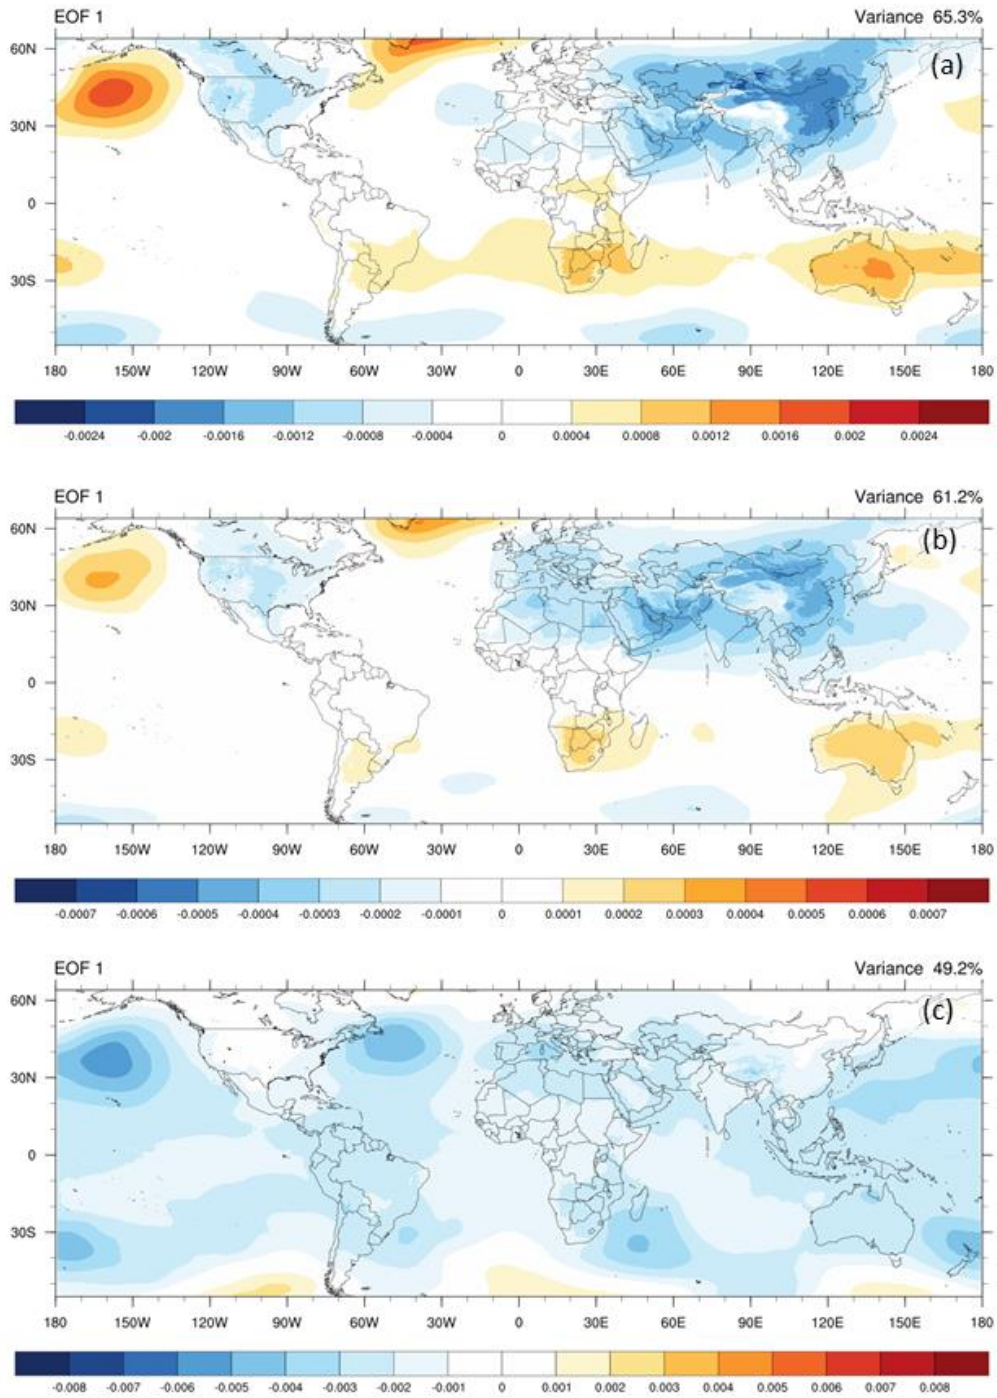 EOF 1 Variance 65.3%
(a)
60N
30N
0
30S
180 150W 120W 90W 60W 30W 0 30E 60E 90E 120E 150E 180
-0.0024 -0.002 -0.0016 -0.0012 -0.0008 -0.0004 0 0.0004 0.0008 0.0012 0.0016 0.002 0.0024
EOF 1 Variance 61.2%
(b)
60N
30N
0
30S
180 150W 120W 90W 60W 30W 0 30E 60E 90E 120E 150E 180
-0.0007 -0.0006 -0.0005 -0.0004 -0.0003 -0.0002 -0.0001 0 0.0001 0.0002 0.0003 0.0004 0.0005 0.0006 0.0007
EOF 1 Variance 49.2%
(c)
60N
30N
0
30S
180 150W 120W 90W 60W 30W 0 30E 60E 90E 120E 150E 180
-0.008 -0.007 -0.006 -0.005 -0.004 -0.003 -0.002 -0.001 0 0.001 0.002 0.003 0.004 0.005 0.006 0.007 0.008